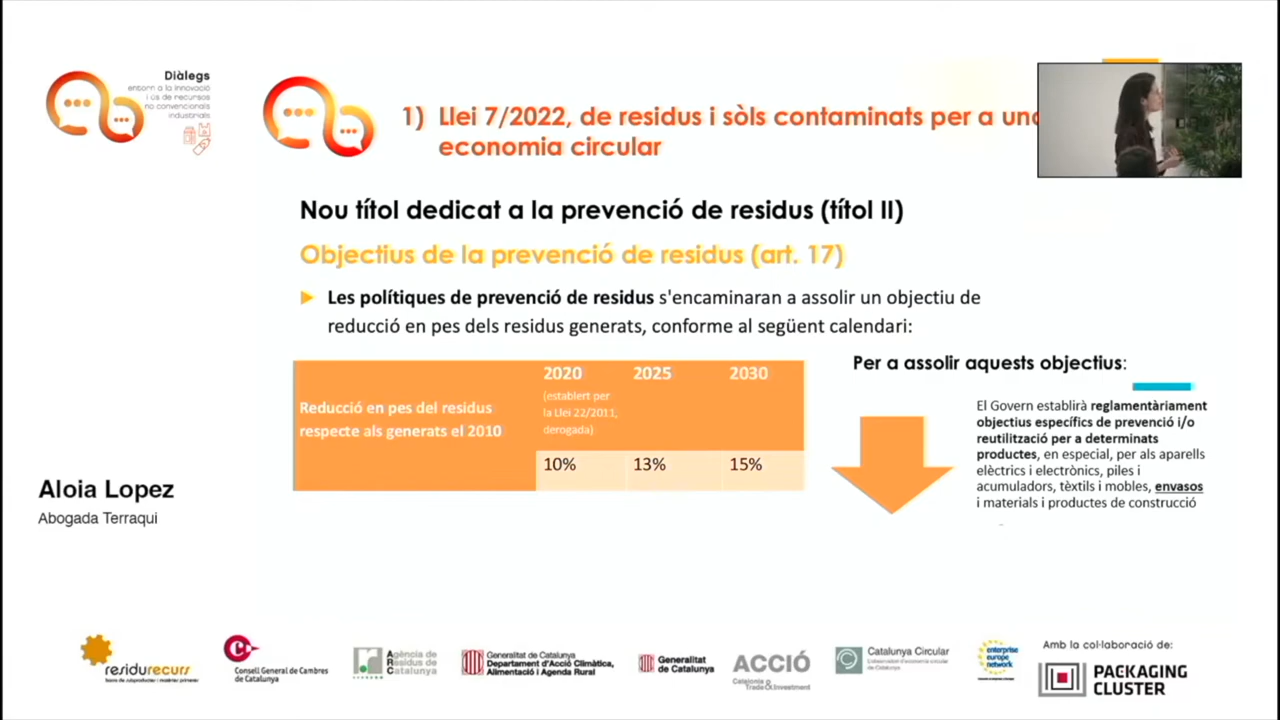 Diàlegs
entorn a la innovació
i ús de recursos
no convencionals
industrials
1) Llei 7/2022, de residus i sòls contaminats per a una
economia circular
Nou títol dedicat a la prevenció de residus (títol II)
Objectius de la prevenció de residus (art. 17)
Les polítiques de prevenció de residus s'encaminaran a assolir un objectiu de
reducció en pes dels residus generats, conforme al següent calendari:
Reducció en pes del residus
respecte als generats el 2010
2020
(establert per
la Llei 22/2011,
derogada)
2025
2030
10%
13%
15%
Per a assolir aquests objectius:
El Govern establirà reglamentàriament
objectius específics de prevenció i/o
reutilització per a determinats
productes, en especial, per als aparells
elèctrics i electrònics, piles i
acumuladors, tèxtils i mobles, envasos
i materials i productes de construcció
Aloia Lopez
Abogada Terraqui
residurecurs
Consell General de Cambres
de Catalunya
Agència de
Residus de
Catalunya
Generalitat de Catalunya
Departament d'Acció Climàtica,
Alimentació i Agenda Rural
Generalitat
de Catalunya
ACCIÓ
Catalonia
Trade & Investment
Catalunya Circular
enterprise
europe
network
Amb la col·laboració de:
PACKAGING
CLUSTER